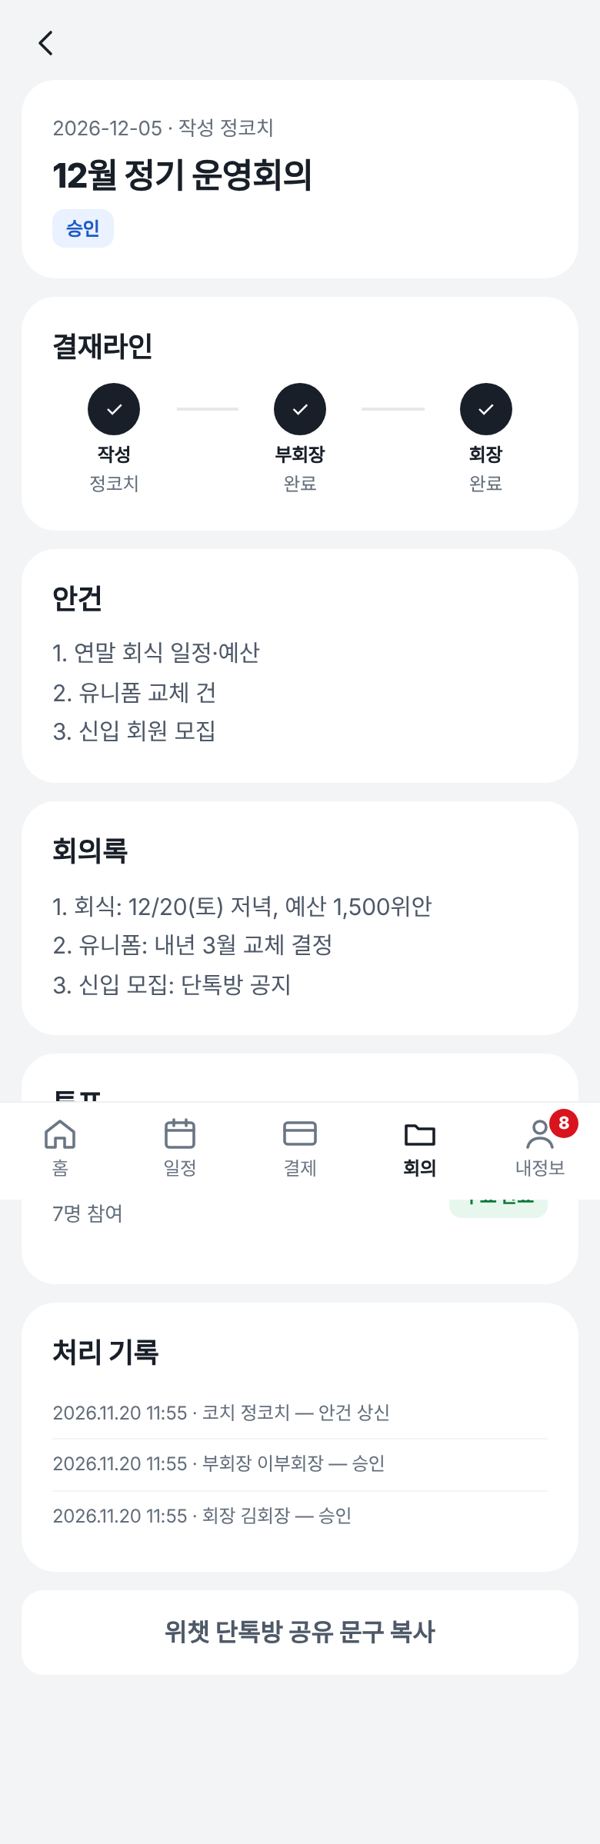 2026-12-05 · 작성 정코치
12월 정기 운영회의
승인
결재라인
작성
부회장
회장
정코치
완료
완료
안건
1. 연말 회식 일정·예산
2. 유니폼 교체 건
3. 신입 회원 모집
회의록
1. 회식: 12/20(토) 저녁, 예산 1,500위안
2. 유니폼: 내년 3월 교체 결정
3. 신입 모집: 단톡방 공지
8
홈
일정
결제
회의
내정보
7명 참여
처리 기록
2026.11.20 11:55 · 코치 정코치 — 안건 상신
2026.11.20 11:55 · 부회장 이부회장 — 승인
2026.11.20 11:55 · 회장 김회장 — 승인
위챗 단톡방 공유 문구 복사